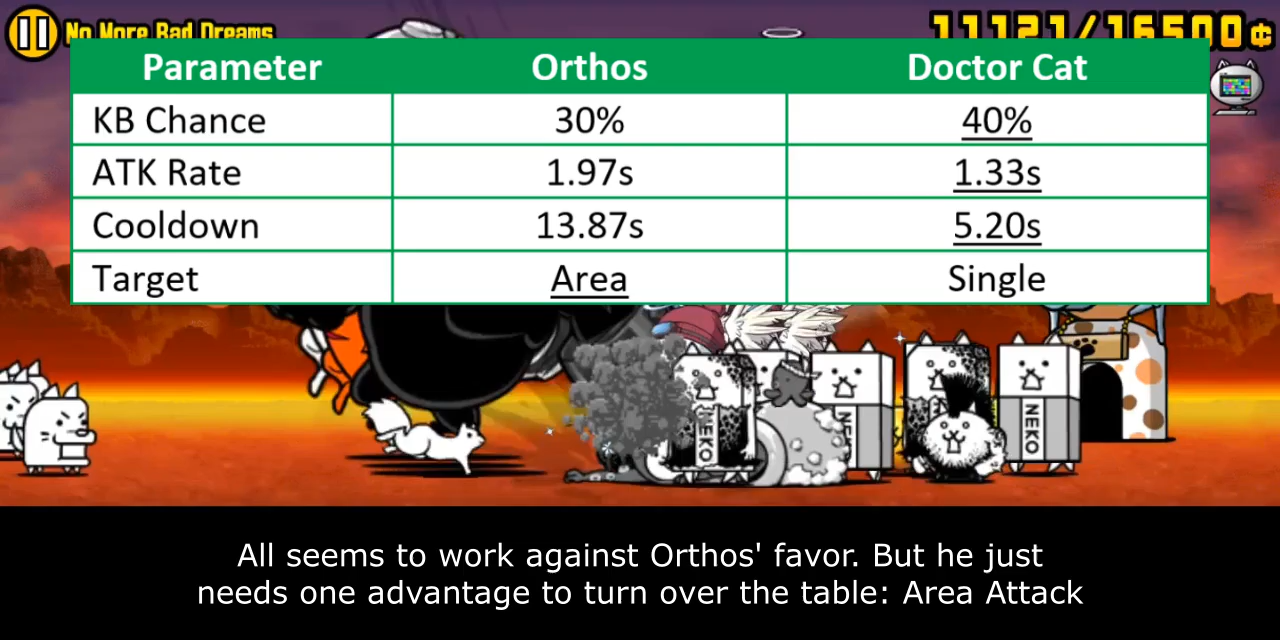 No More Bad Dreams
11121/16500¢
Parameter Orthos Doctor Cat
KB Chance 30% 40%
ATK Rate 1.97s 1.33s
Cooldown 13.87s 5.20s
Target Area Single
NEKO
NEKO
All seems to work against Orthos' favor. But he just
needs one advantage to turn over the table: Area Attack